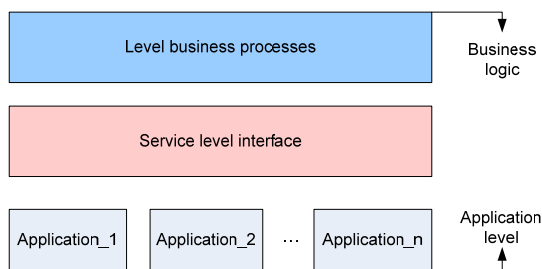 Level business processes
Business
logic
Service level interface
Application_1
Application_2
...
Application_n
Application
level